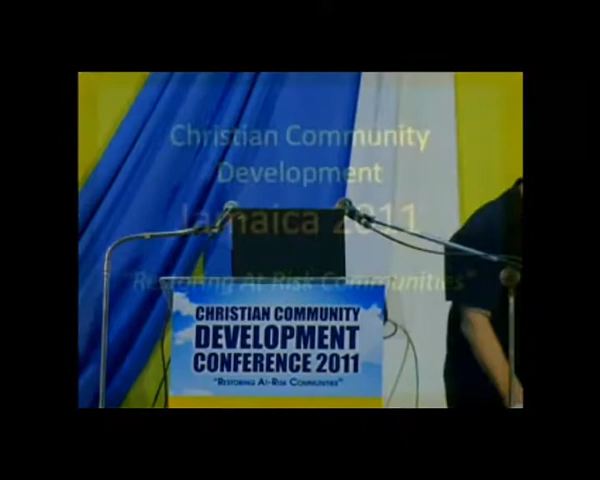 Christian Community
Development
Jamaica 2011
"Restoring At Risk Communities"
CHRISTIAN COMMUNITY
DEVELOPMENT
CONFERENCE 2011
"RESTORING AT-RISK COMMUNITIES"